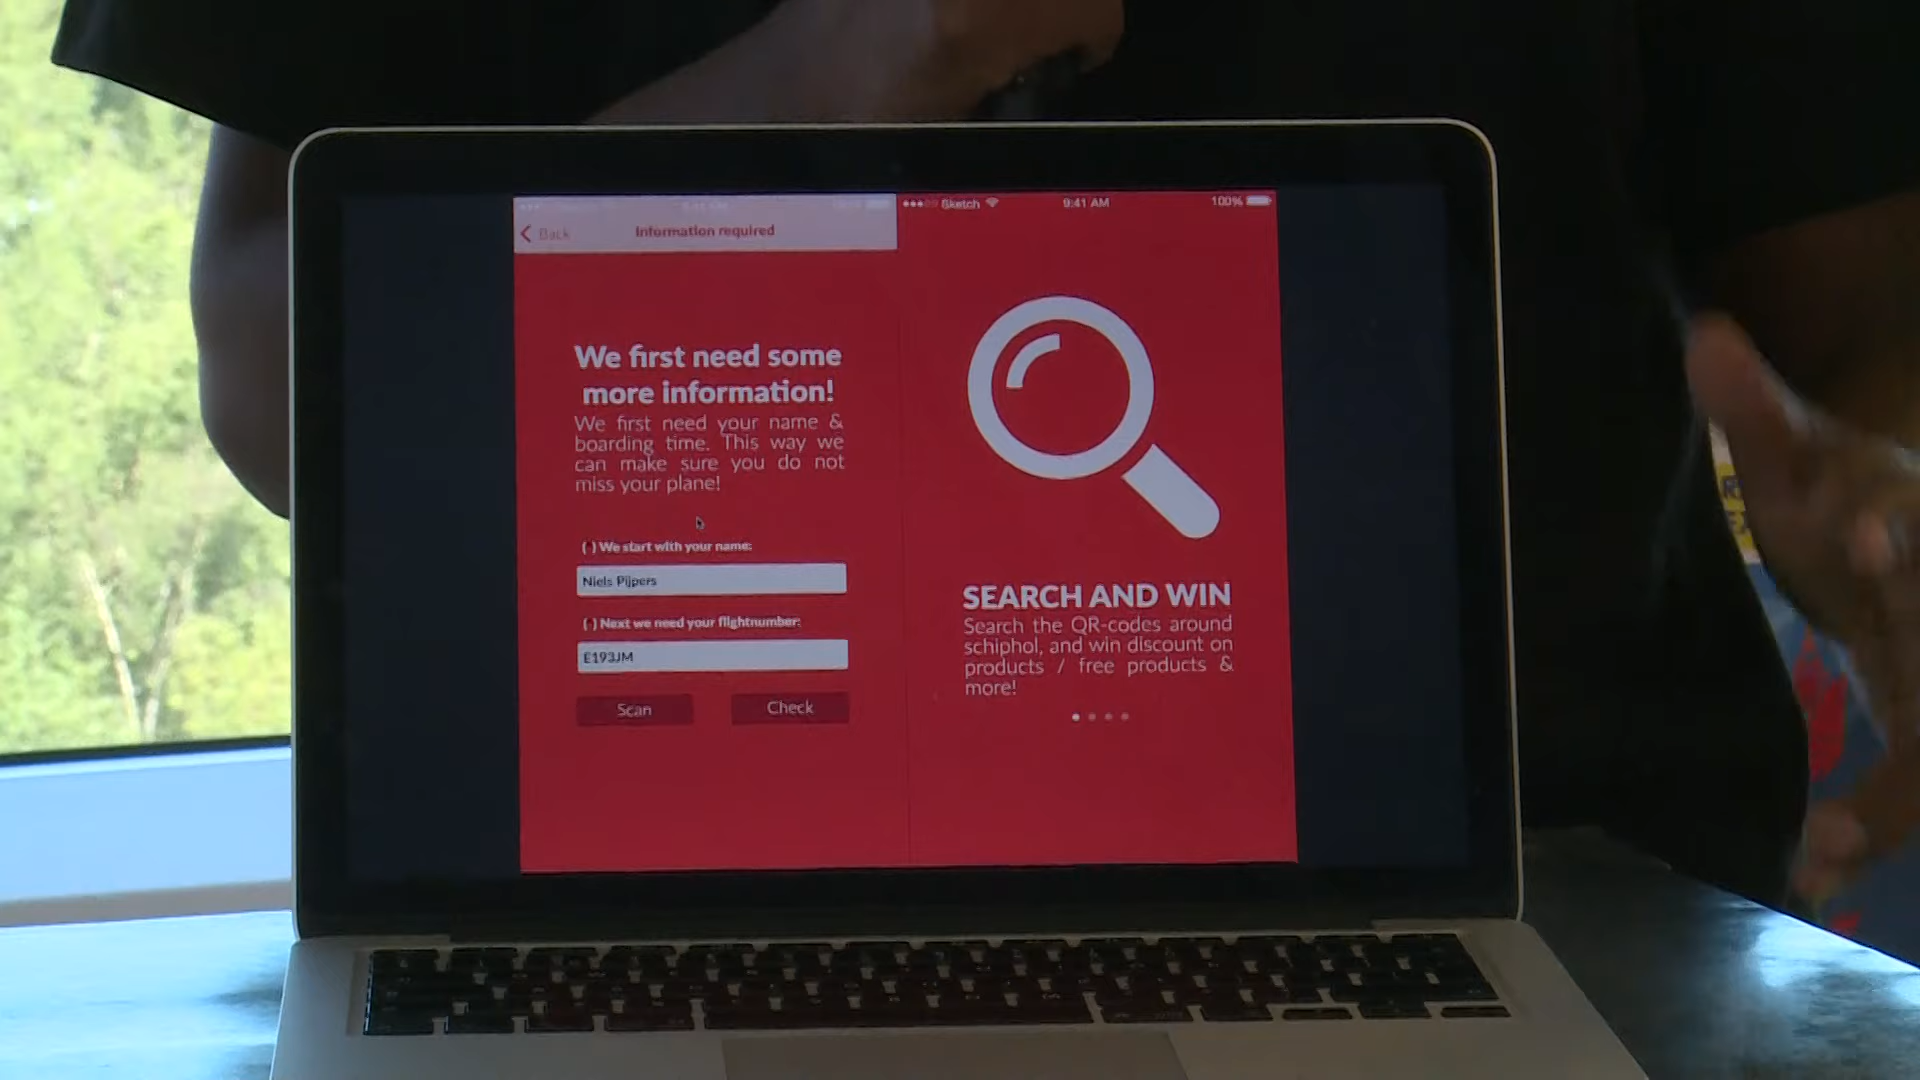 Back
Information required
We first need some
more information!
We first need your name &
boarding time. This way we
can make sure you do not
miss your plane!
( ) We start with your name:
Niels Pijpers
( ) Next we need your flightnumber:
E193JM
Scan
Check
Sketch
9:41 AM
100%
SEARCH AND WIN
Search the QR-codes around
schiphol, and win discount on
products / free products &
more!